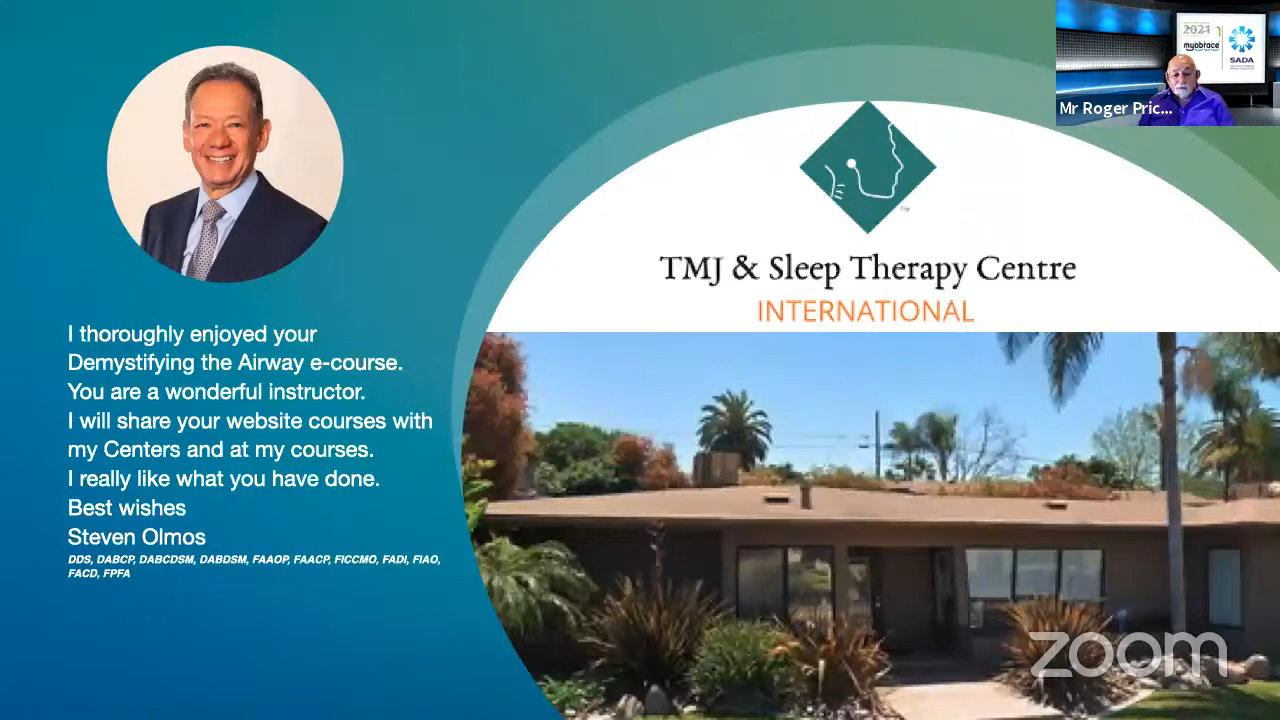 2021
myobrace
SADA
Mr Roger Pric...
TM
TMJ & Sleep Therapy Centre
INTERNATIONAL
I thoroughly enjoyed your
Demystifying the Airway e-course.
You are a wonderful instructor.
I will share your website courses with
my Centers and at my courses.
I really like what you have done.
Best wishes
Steven Olmos
DDS, DABCP, DABCDSM, DABDSM, FAAOP, FAACP, FICCMO, FADI, FIAO,
FACD, FPFA
zoom